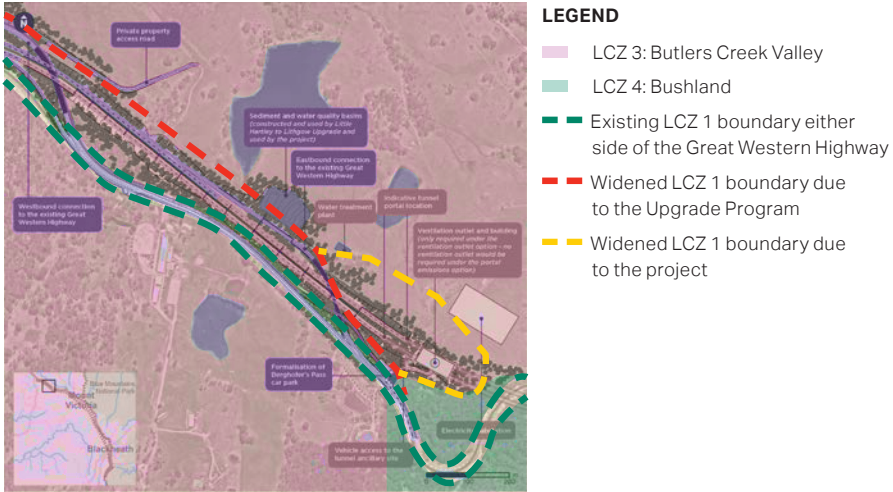 N
Private property
access road
Sediment and water quality basins
(constructed and used by Little
Hartley to Lithgow Upgrade and
used by the project)
Eastbound connection
to the existing Great
Western Highway
Westbound connection
to the existing Great
Western Highway
Water treatment
plant
Indicative tunnel
portal location
Ventilation outlet and building
(only required under the
ventilation outlet option - no
ventilation outlet would be
required under the portal
emissions option)
Formalisation of
Berghofer's Pass
car park
Electricity substation
Vehicle access to the
tunnel ancillary site
Blue Mountains
National Park
Mount
Victoria
Blackheath
LEGEND
LCZ 3: Butlers Creek Valley
LCZ 4: Bushland
Existing LCZ 1 boundary either
side of the Great Western Highway
Widened LCZ 1 boundary due
to the Upgrade Program
Widened LCZ 1 boundary due
to the project